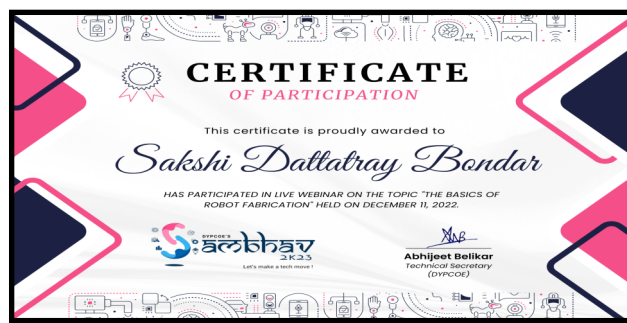 CERTIFICATE
OF PARTICIPATION
This certificate is proudly awarded to
Sakshi Dattatray Bondar
HAS PARTICIPATED IN LIVE WEBINAR ON THE TOPIC "THE BASICS OF
ROBOT FABRICATION" HELD ON DECEMBER 11, 2022.
DYPCOE'S
Sambhav
2K23
Let's make a tech move !
Abhijeet Belikar
Technical Secretary
(DYPCOE)